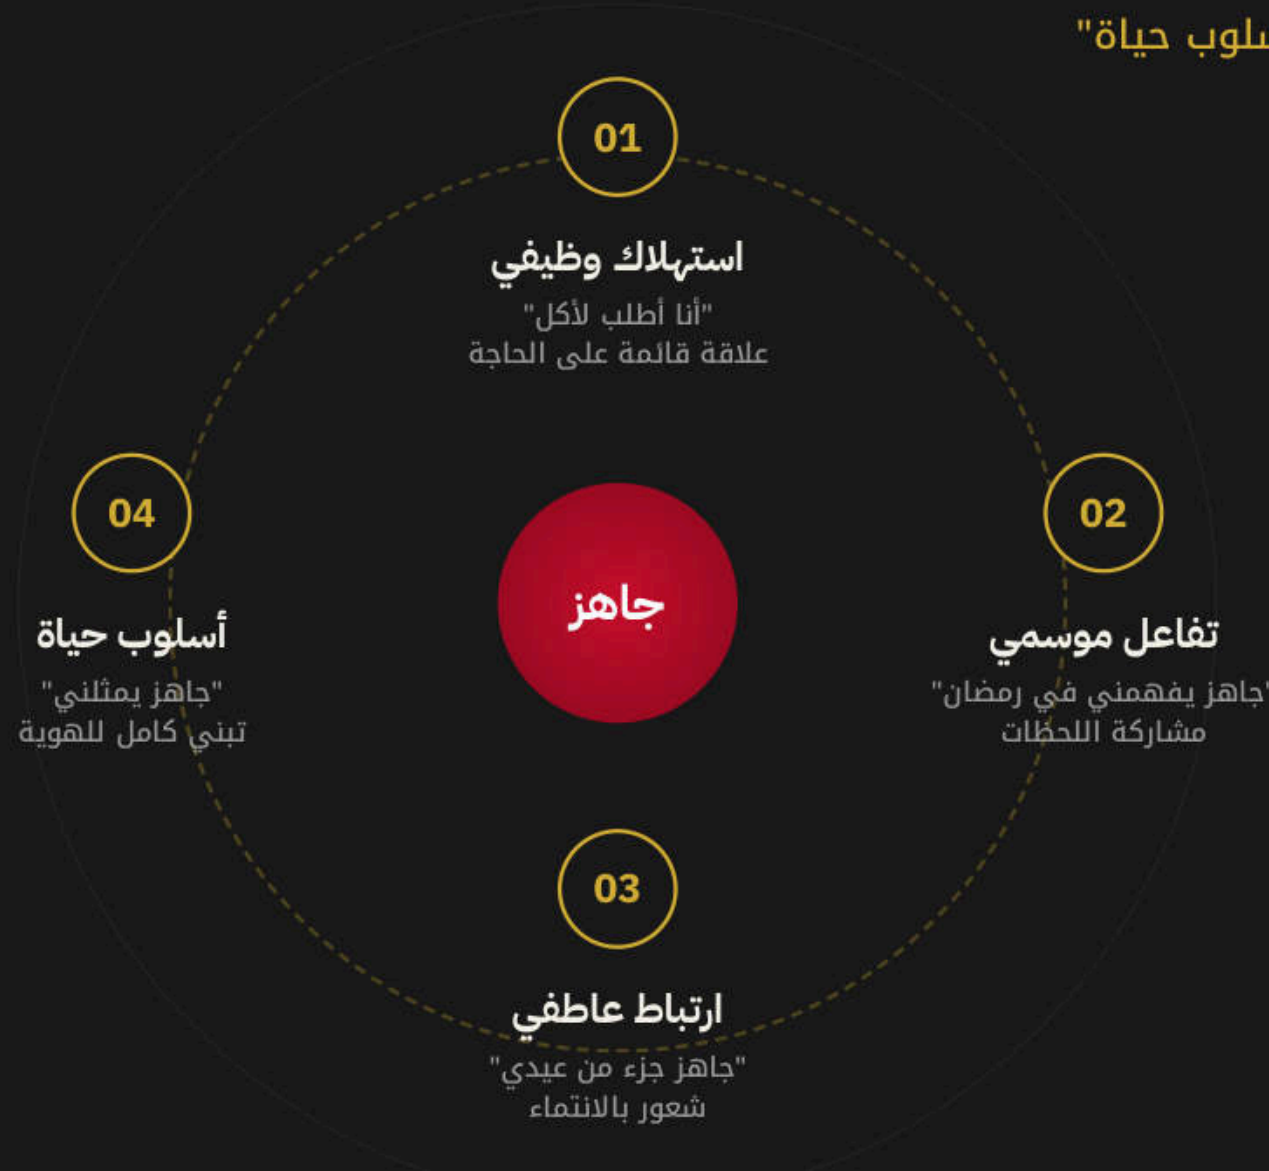 حياة"
01
استهلاك وظيفي
"أنا أطلب لأكل"
علاقة قائمة على الحاجة
02
تفاعل موسمي
"جاهز يفهمني في رمضان"
مشاركة اللحظات
جاهز
04
أسلوب حياة
"جاهز يمثلني"
تبني كامل للهوية
03
ارتباط عاطفي
"جاهز جزء من عيدي"
شعور بالانتماء